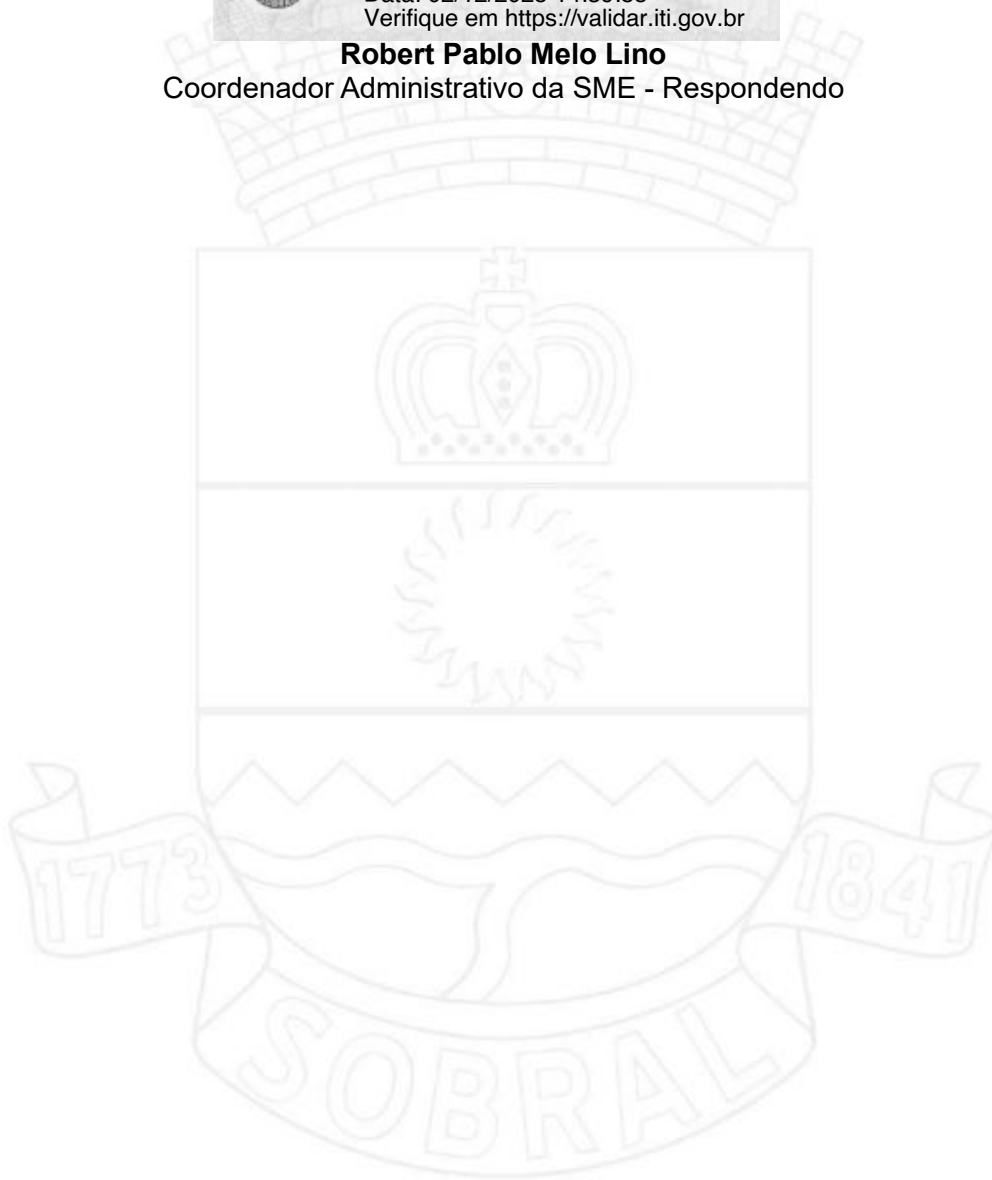 Verifique em https://validar.iti.gov.br
Robert Pablo Melo Lino
Coordenador Administrativo da SME - Respondendo
1773
1841
SOBRAL